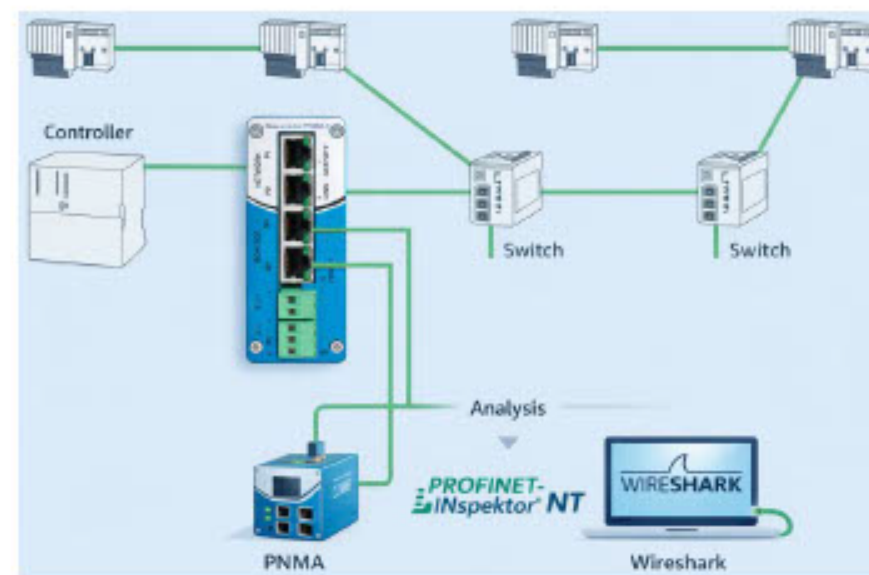 Controller
Switch
Switch
Analysis
PROFINET-
INspektor® NT
WIRESHARK
PNMA
Wireshark